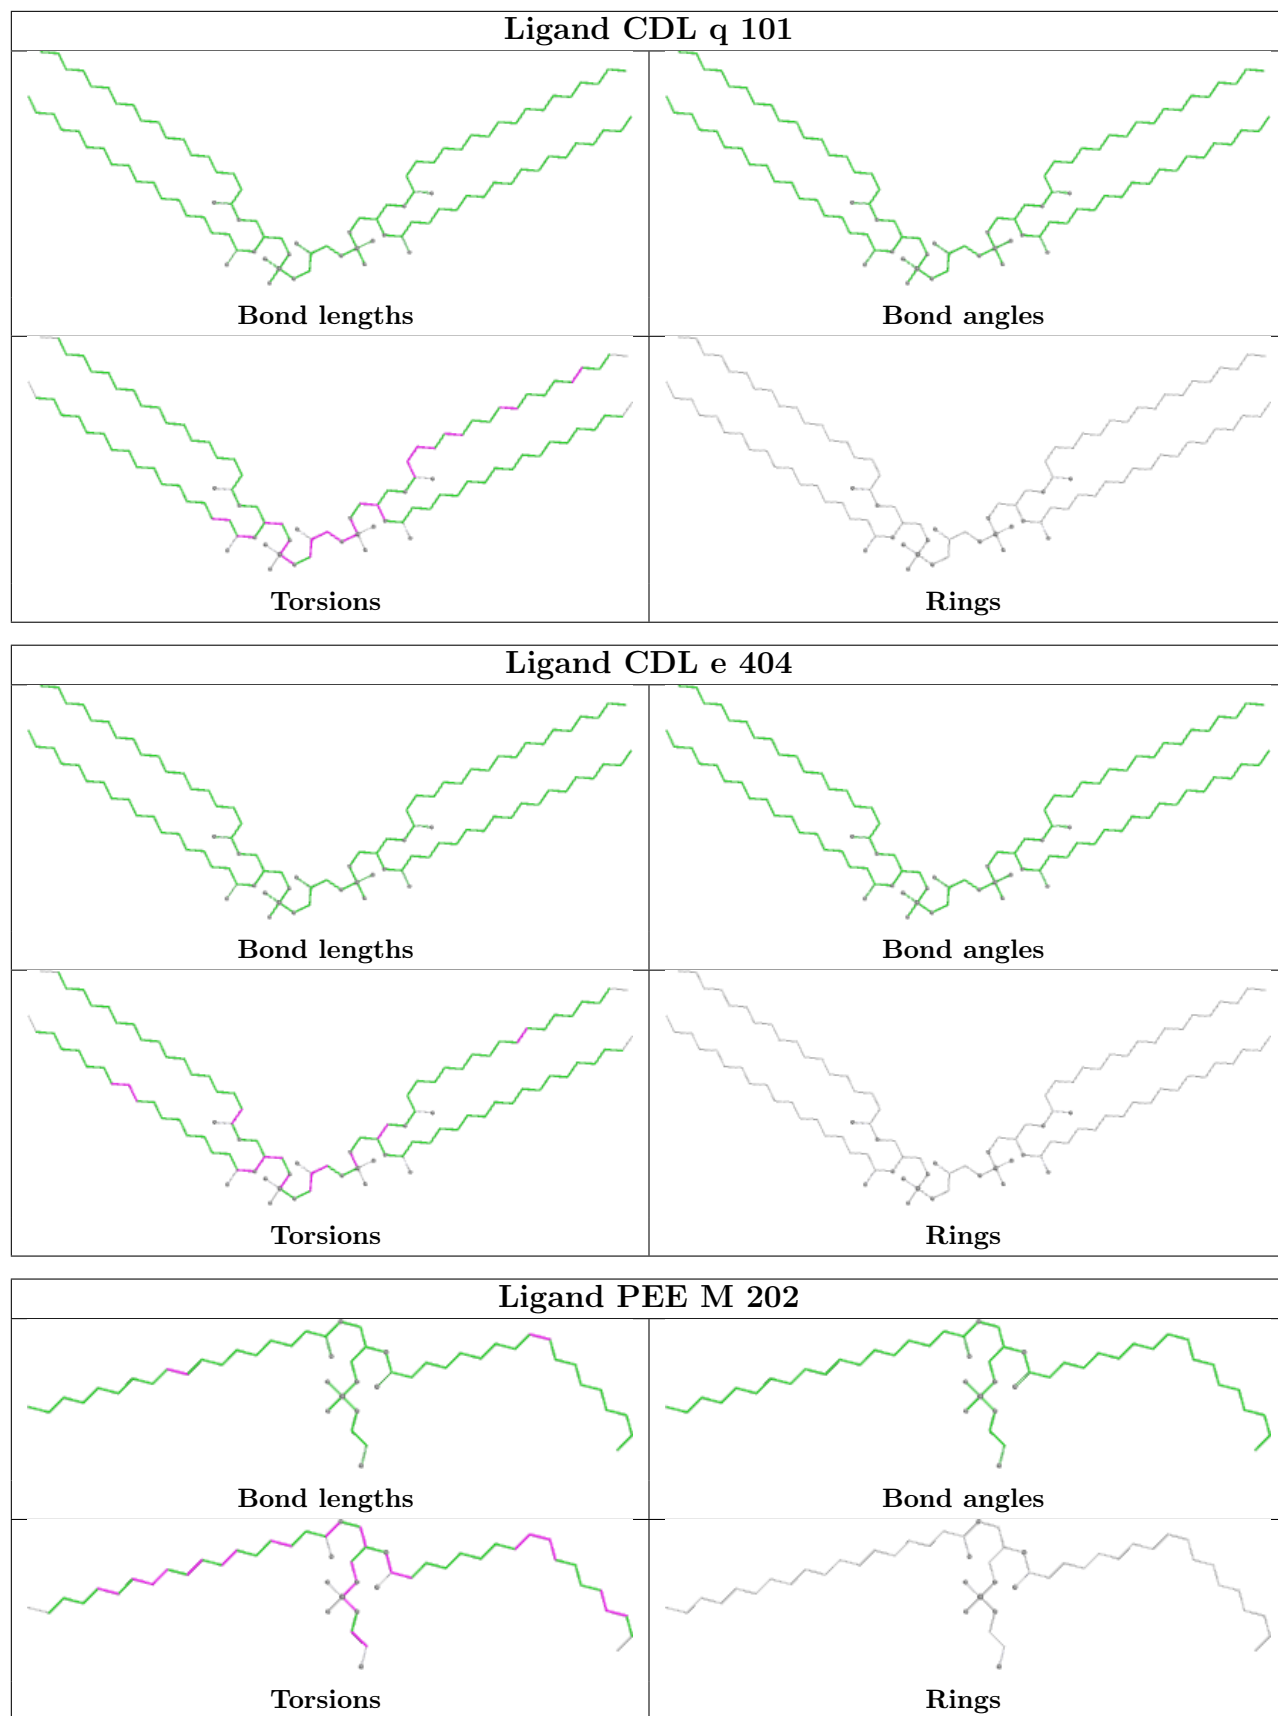 Ligand CDL q 101
Bond lengths
Bond angles
Torsions
Rings
Ligand CDL e 404
Bond lengths
Bond angles
Torsions
Rings
Ligand PEE M 202
Bond lengths
Bond angles
Torsions
Rings